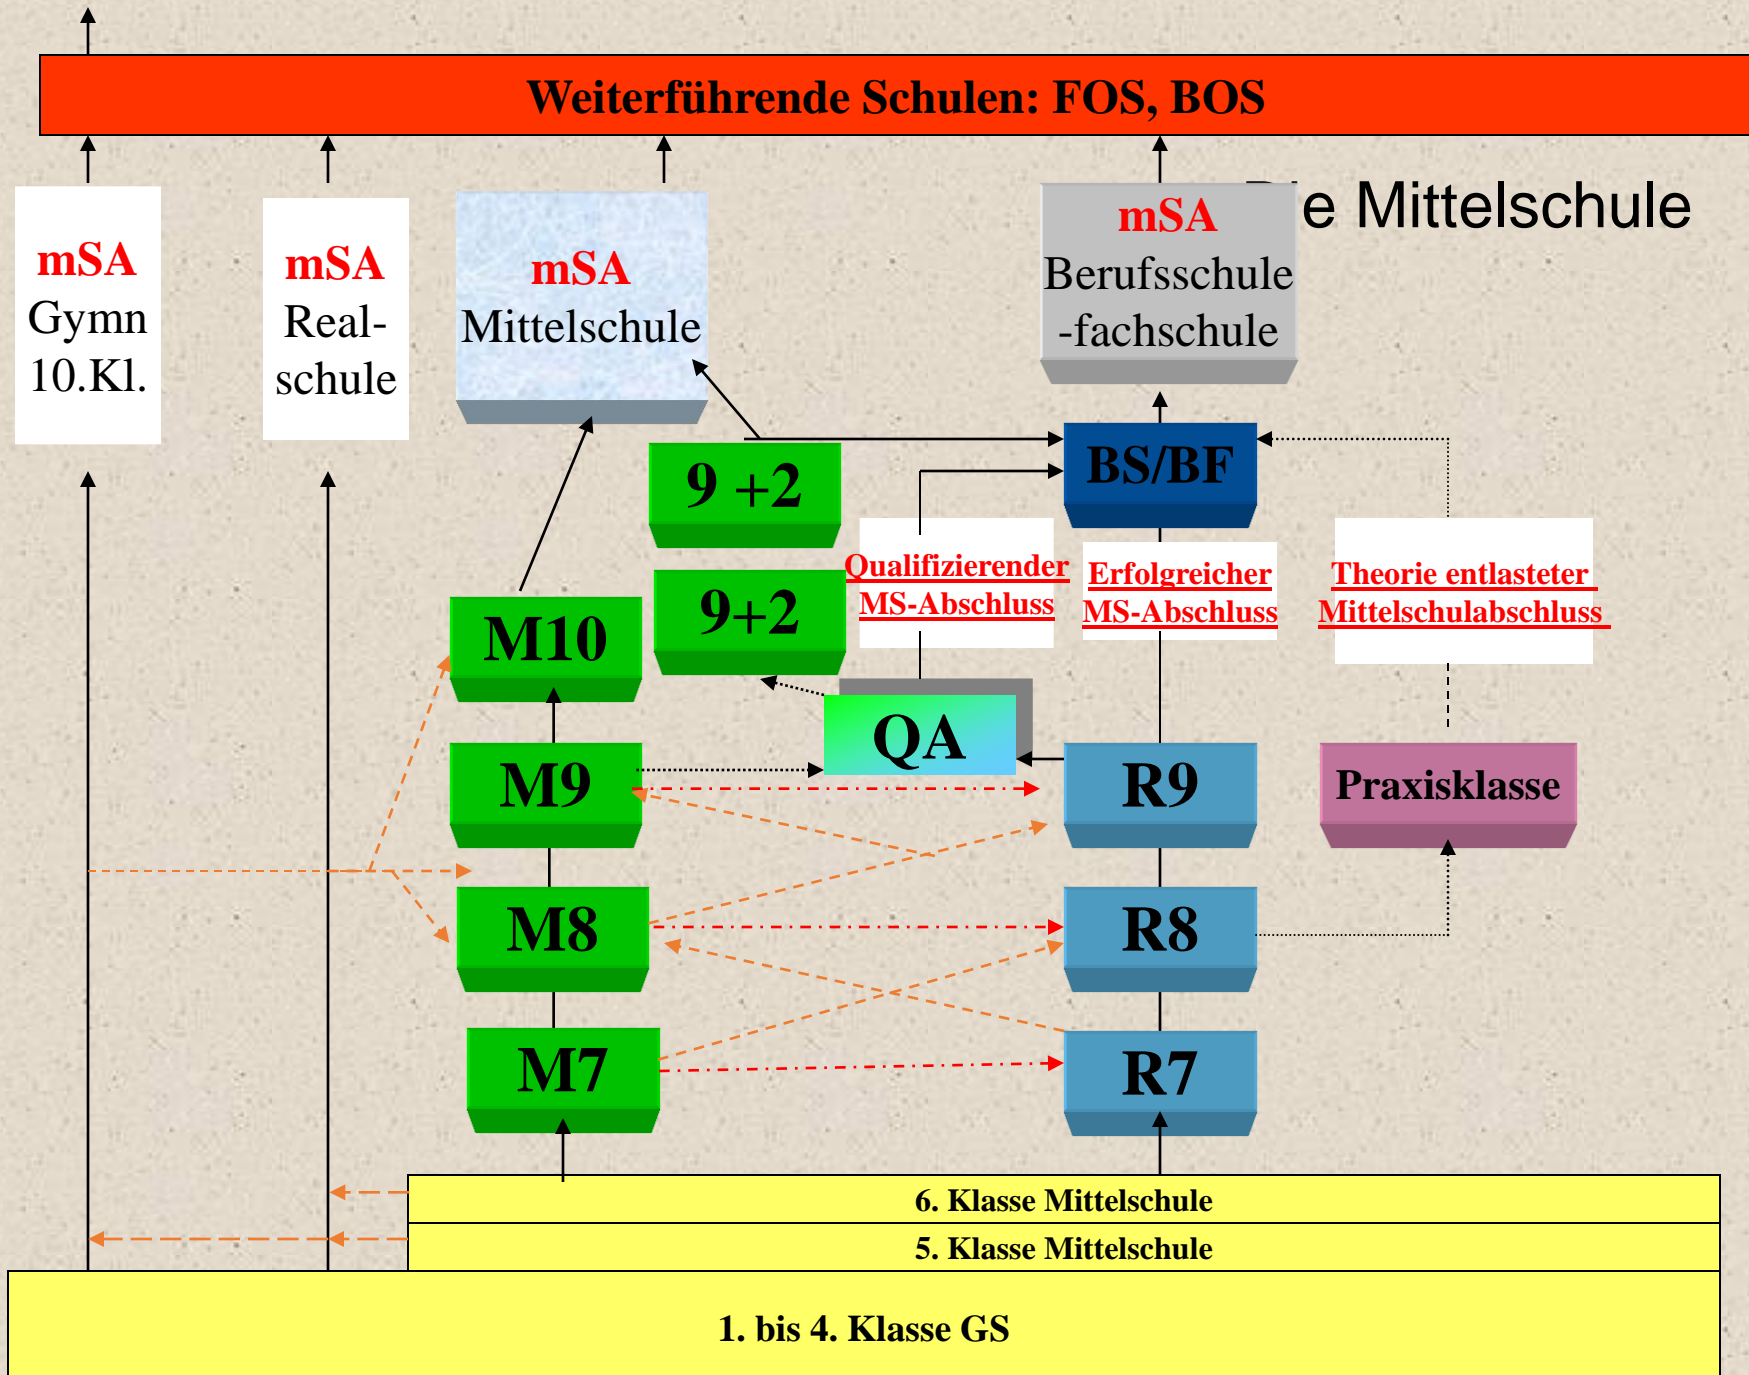 Weiterführende Schulen: FOS, BOS
e Mittelschule
mSA
Gymn
10.Kl.
mSA
Real-
schule
mSA
Mittelschule
mSA
Berufsschule
-fachschule
9 +2
BS/BF
9+2
Qualifizierender
MS-Abschluss
Erfolgreicher
MS-Abschluss
Theorie entlasteter
Mittelschulabschluss
M10
QA
M9
R9
Praxisklasse
M8
R8
M7
R7
6. Klasse Mittelschule
5. Klasse Mittelschule
1. bis 4. Klasse GS